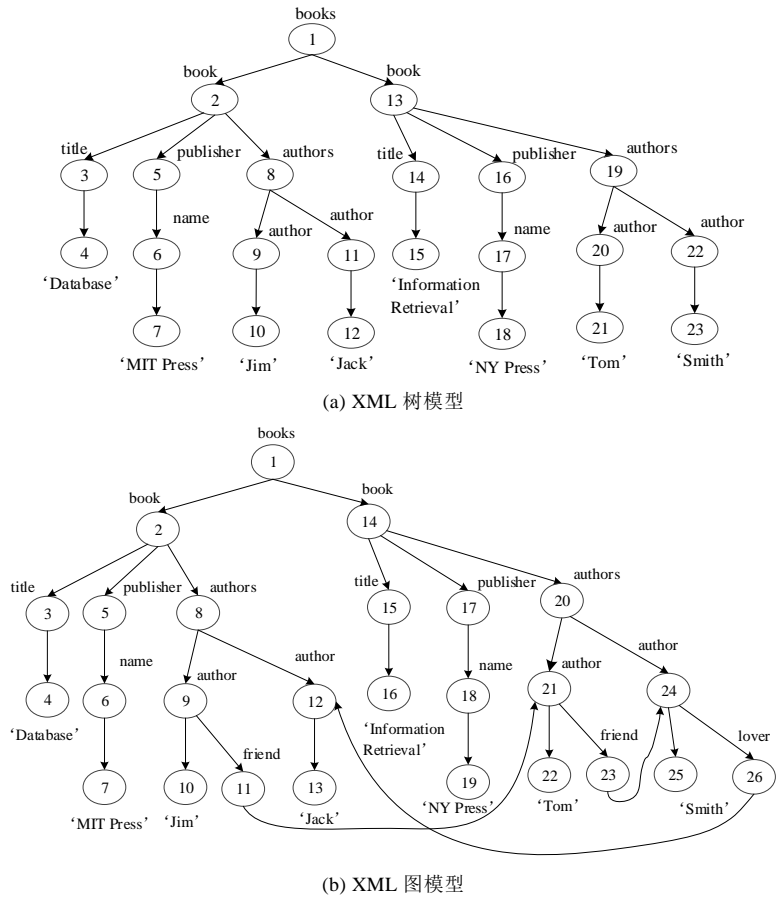 books
1
book
book
2
13
title
publisher
authors
title
publisher
authors
3
5
8
14
16
19
name
author
author
name
author
author
4
6
9
11
15
17
20
22
‘Database’
‘Information
Retrieval’
7
10
12
18
21
23
‘MIT Press’
‘Jim’
‘Jack’
‘NY Press’
‘Tom’
‘Smith’
(a) XML 树模型
books
1
book
book
2
14
title
publisher
authors
title
publisher
authors
3
5
8
15
17
20
name
author
author
name
author
author
4
6
9
12
16
18
21
24
‘Database’
‘Information
Retrieval’
friend
friend
lover
7
10
11
13
19
22
23
25
26
‘MIT Press’
‘Jim’
‘Jack’
‘NY Press’
‘Tom’
‘Smith’
(b) XML 图模型